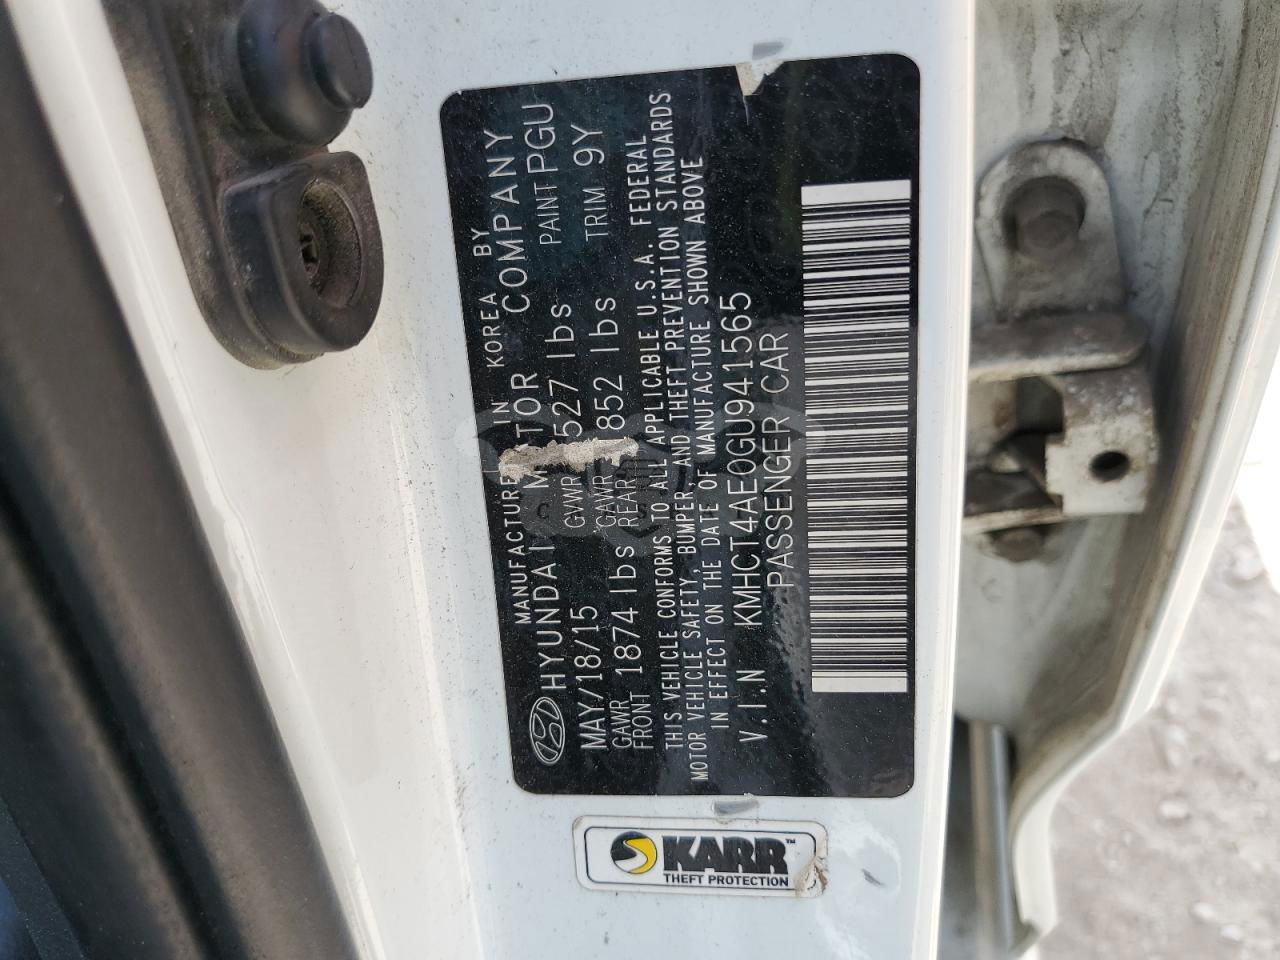 MANUFACTURED IN KOREA BY
HYUNDAI MOTOR COMPANY
MAY/18/15 GVWR 527 lbs PAINT PGU
GAWR FRONT 1874 lbs GAWR REAR 852 lbs TRIM 9Y
THIS VEHICLE CONFORMS TO ALL APPLICABLE U.S.A. FEDERAL
MOTOR VEHICLE SAFETY, BUMPER, AND THEFT PREVENTION STANDARDS
IN EFFECT ON THE DATE OF MANUFACTURE SHOWN ABOVE
V.I.N KMHCT4AE0GU941565
PASSENGER CAR
KARR™
THEFT PROTECTION